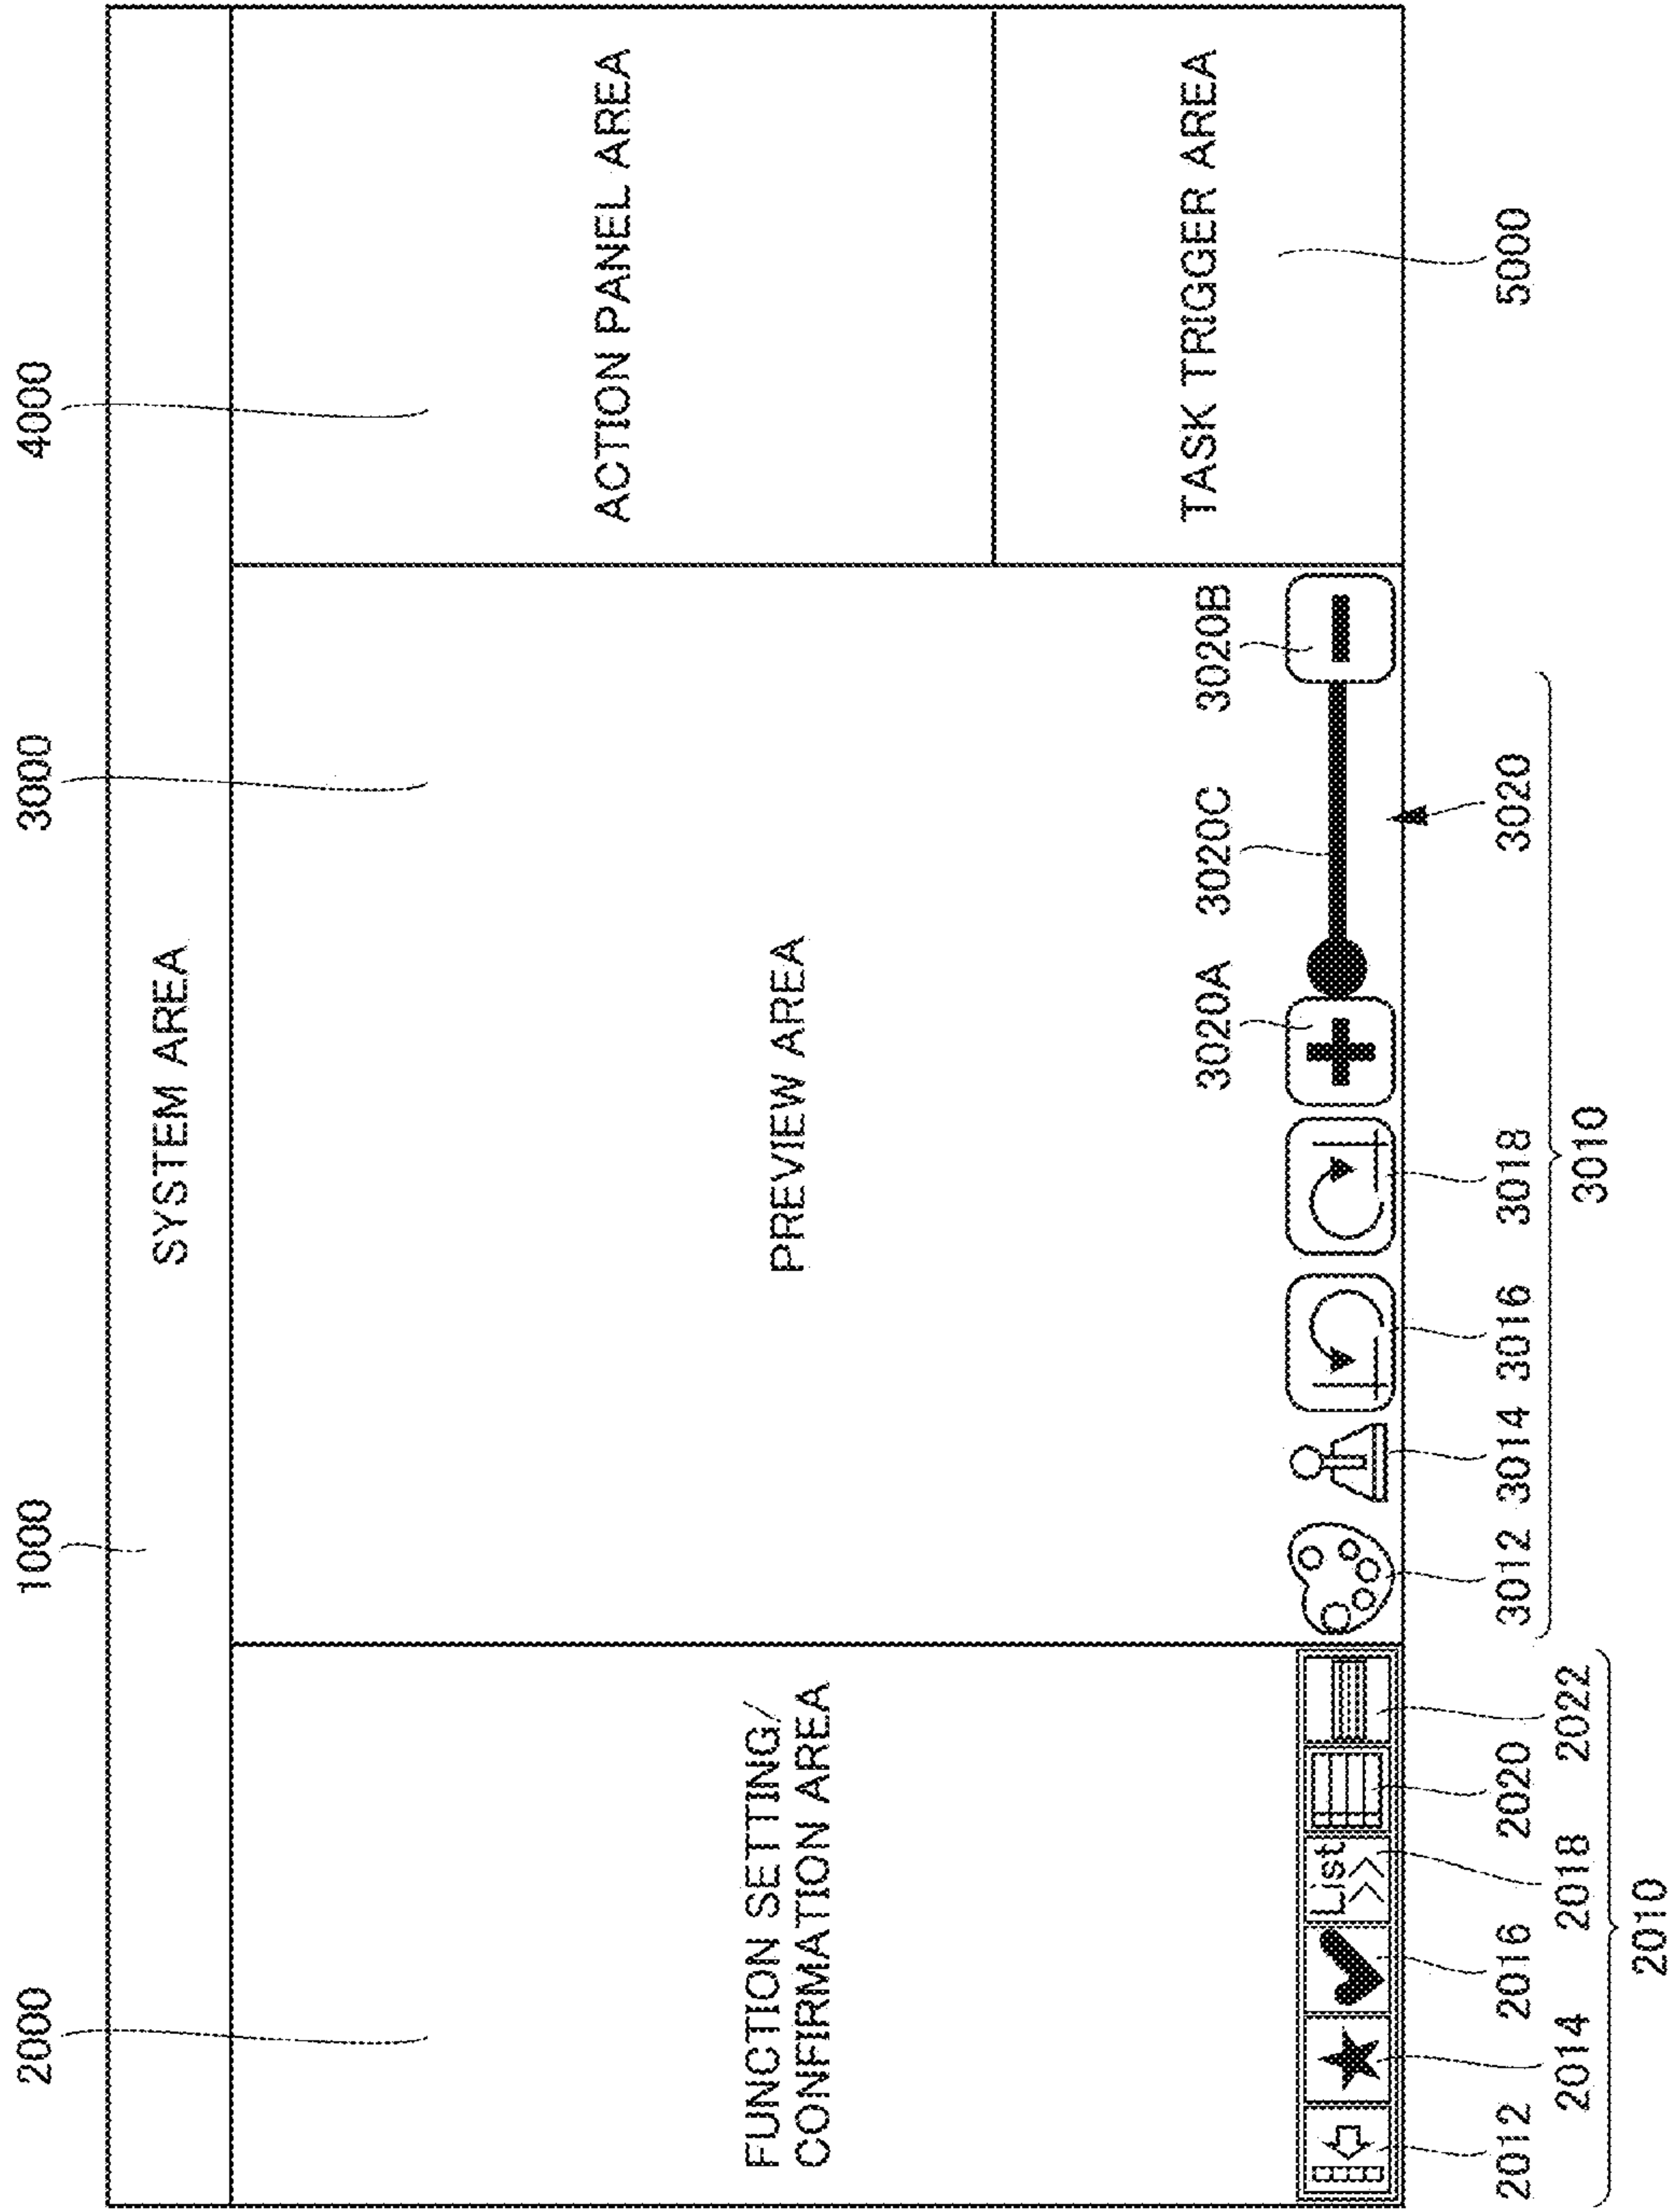 2000
1000
3000
4000
SYSTEM AREA
FUNCTION SETTING/
CONFIRMATION AREA
PREVIEW AREA
ACTION PANEL AREA
TASK TRIGGER AREA
3020A
3020C
3020B
List
2012
2016
2020
3012
3014
3016
3018
3020
5000
2014
2018
2022
3010
2010